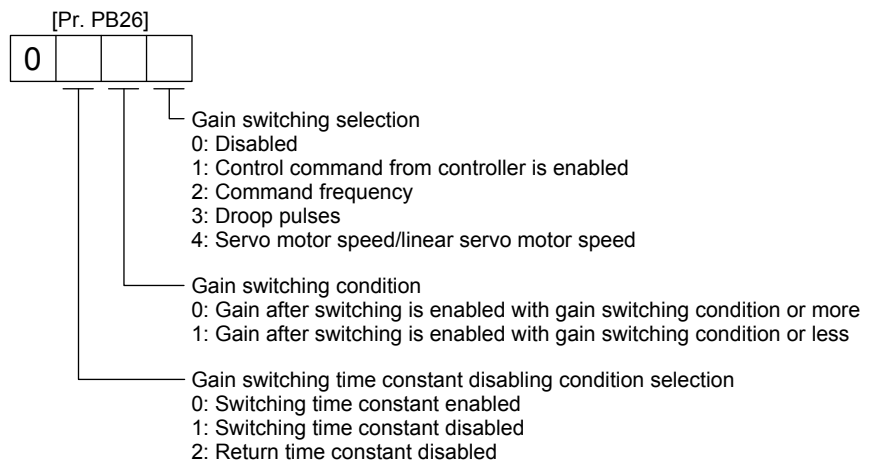 [Pr. PB26]
0
Gain switching selection
0: Disabled
1: Control command from controller is enabled
2: Command frequency
3: Droop pulses
4: Servo motor speed/linear servo motor speed
Gain switching condition
0: Gain after switching is enabled with gain switching condition or more
1: Gain after switching is enabled with gain switching condition or less
Gain switching time constant disabling condition selection
0: Switching time constant enabled
1: Switching time constant disabled
2: Return time constant disabled